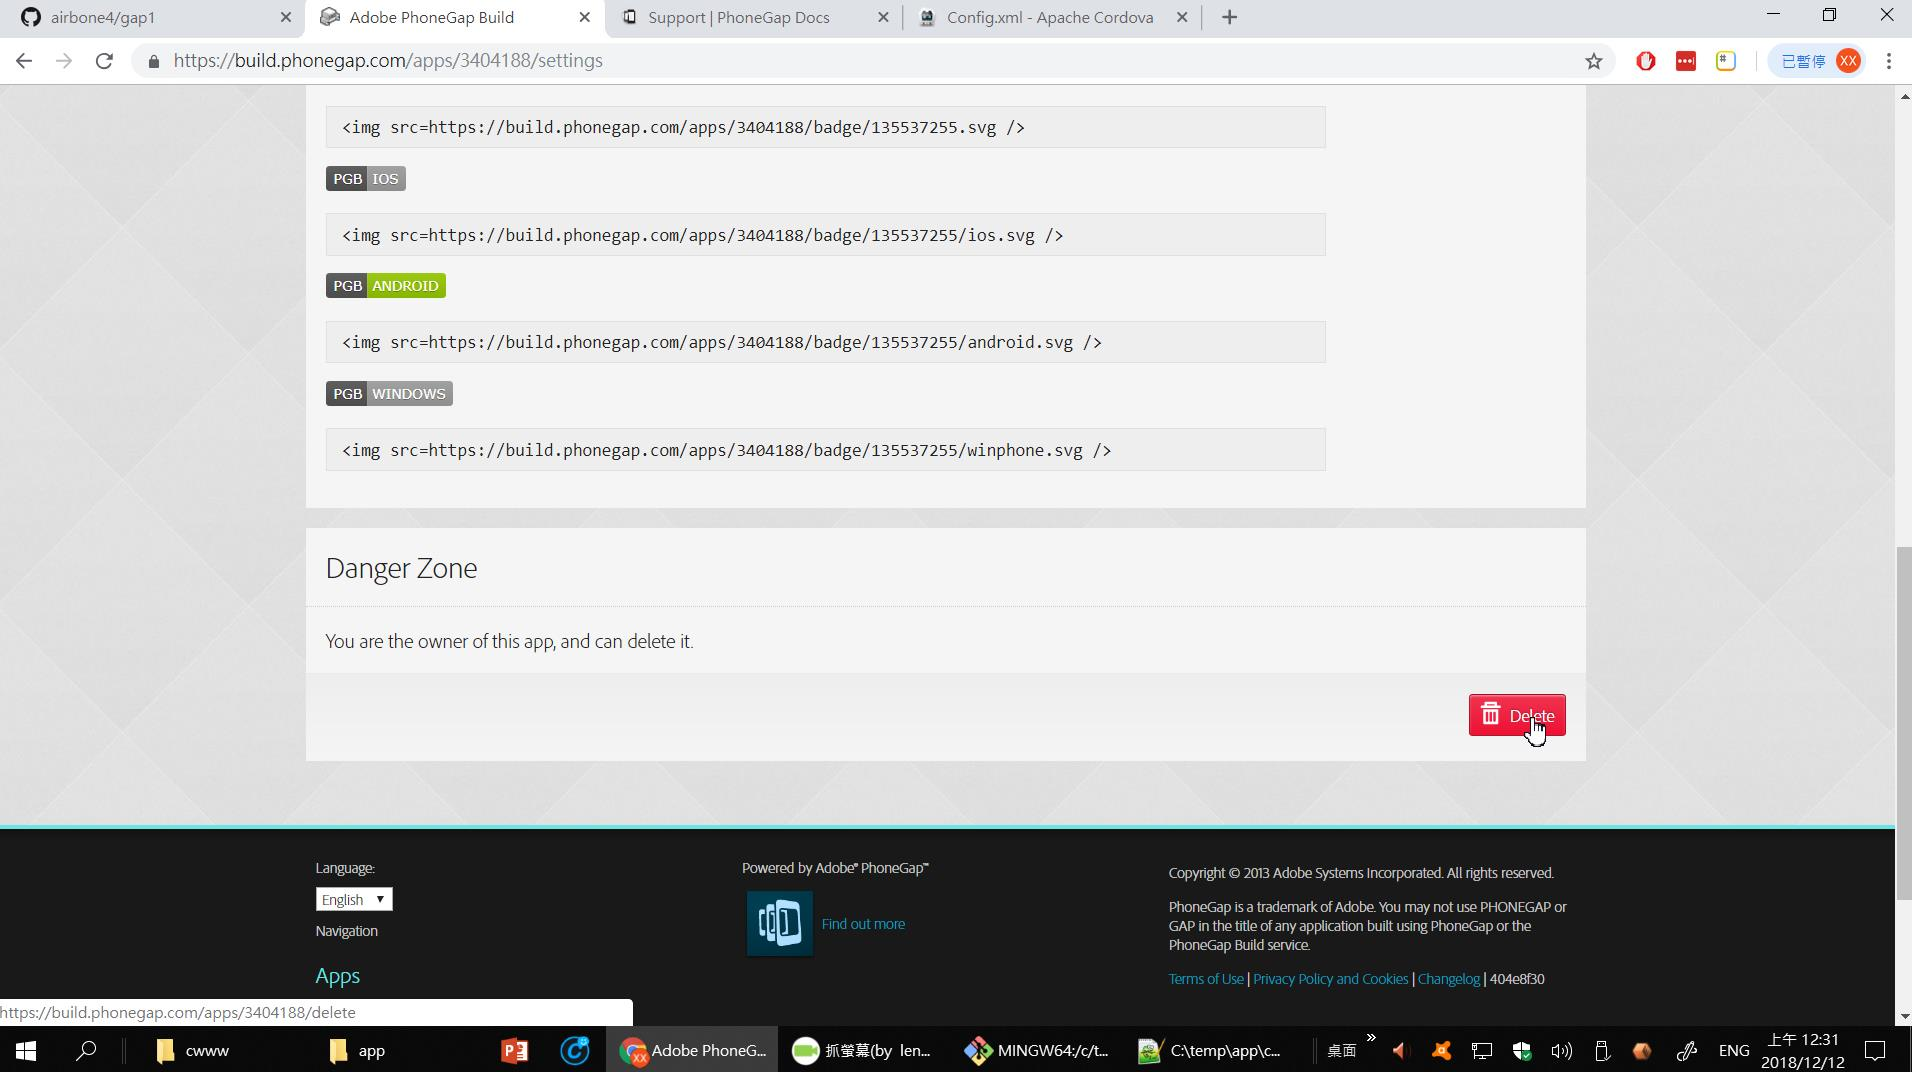 airbone4/gap1
Adobe PhoneGap Build
Support | PhoneGap Docs
Config.xml - Apache Cordova
https://build.phonegap.com/apps/3404188/settings
已暫停 XX
<img src=https://build.phonegap.com/apps/3404188/badge/135537255.svg />
PGB IOS
<img src=https://build.phonegap.com/apps/3404188/badge/135537255/ios.svg />
PGB ANDROID
<img src=https://build.phonegap.com/apps/3404188/badge/135537255/android.svg />
PGB WINDOWS
<img src=https://build.phonegap.com/apps/3404188/badge/135537255/winphone.svg />
Danger Zone
You are the owner of this app, and can delete it.
Delete
Language:
English
Navigation
Apps
Powered by Adobe® PhoneGap™
Find out more
Copyright © 2013 Adobe Systems Incorporated. All rights reserved.
PhoneGap is a trademark of Adobe. You may not use PHONEGAP or
GAP in the title of any application built using PhoneGap or the
PhoneGap Build service.
Terms of Use | Privacy Policy and Cookies | Changelog | 404e8f30
https://build.phonegap.com/apps/3404188/delete
cwww
app
Adobe PhoneG...
抓螢幕(by len...
MINGW64:/c/t...
C:\temp\app\c...
桌面
ENG
上午 12:31
2018/12/12